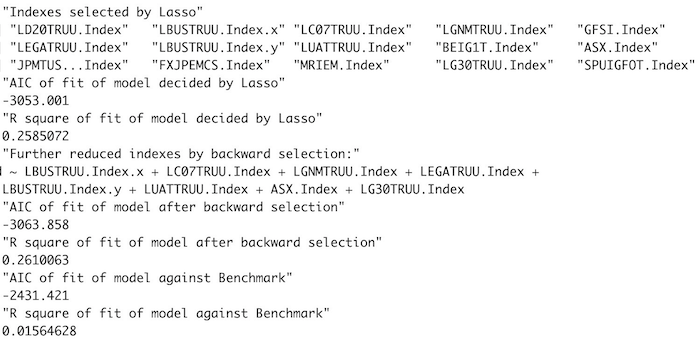 "Indexes selected by Lasso"
"LD20TRUU.Index" "LBUSTRUU.Index.x" "LC07TRUU.Index" "LGNMTRUU.Index" "GFSI.Index"
"LEGATRUU.Index" "LBUSTRUU.Index.y" "LUATTRUU.Index" "BEIG1T.Index" "ASX.Index"
"JPMTUS...Index" "FXJPEMCS.Index" "MRIEM.Index" "LG30TRUU.Index" "SPUIGFOT.Index"
"AIC of fit of model decided by Lasso"
-3053.001
"R square of fit of model decided by Lasso"
0.2585072
"Further reduced indexes by backward selection:"
~ LBUSTRUU.Index.x + LC07TRUU.Index + LGNMTRUU.Index + LEGATRUU.Index +
LBUSTRUU.Index.y + LUATTRUU.Index + ASX.Index + LG30TRUU.Index
"AIC of fit of model after backward selection"
-3063.858
"R square of fit of model after backward selection"
0.2610063
"AIC of fit of model against Benchmark"
-2431.421
"R square of fit of model against Benchmark"
0.01564628